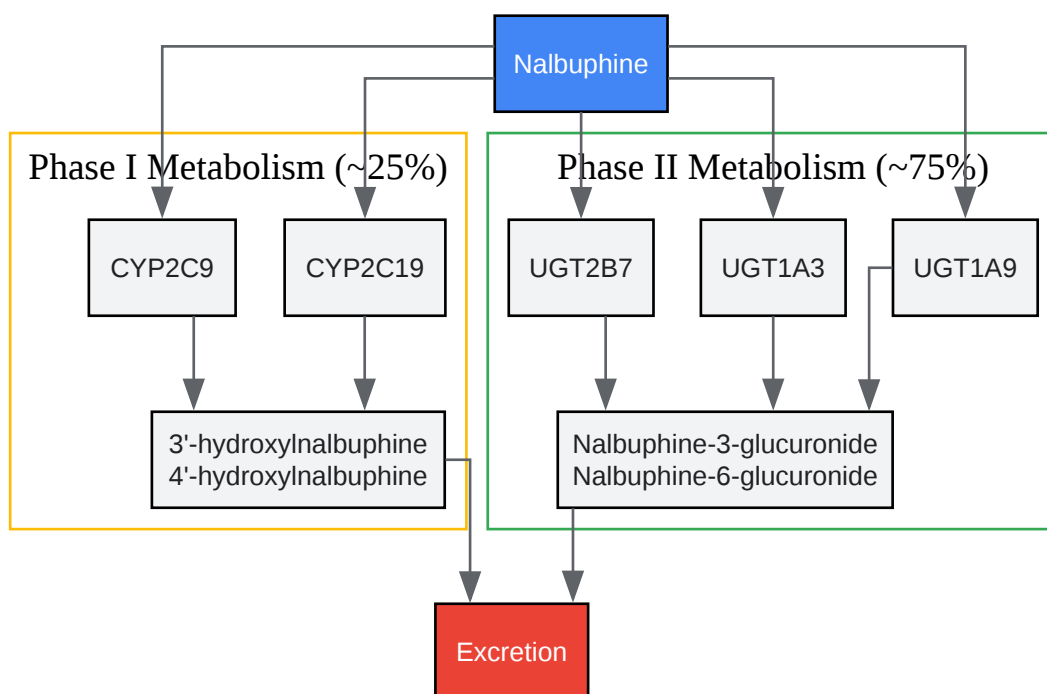 Nalbuphine
Phase I Metabolism (~25%)
Phase II Metabolism (~75%)
CYP2C9
CYP2C19
UGT2B7
UGT1A3
UGT1A9
3'-hydroxylnalbuphine
4'-hydroxylnalbuphine
Nalbuphine-3-glucuronide
Nalbuphine-6-glucuronide
Excretion